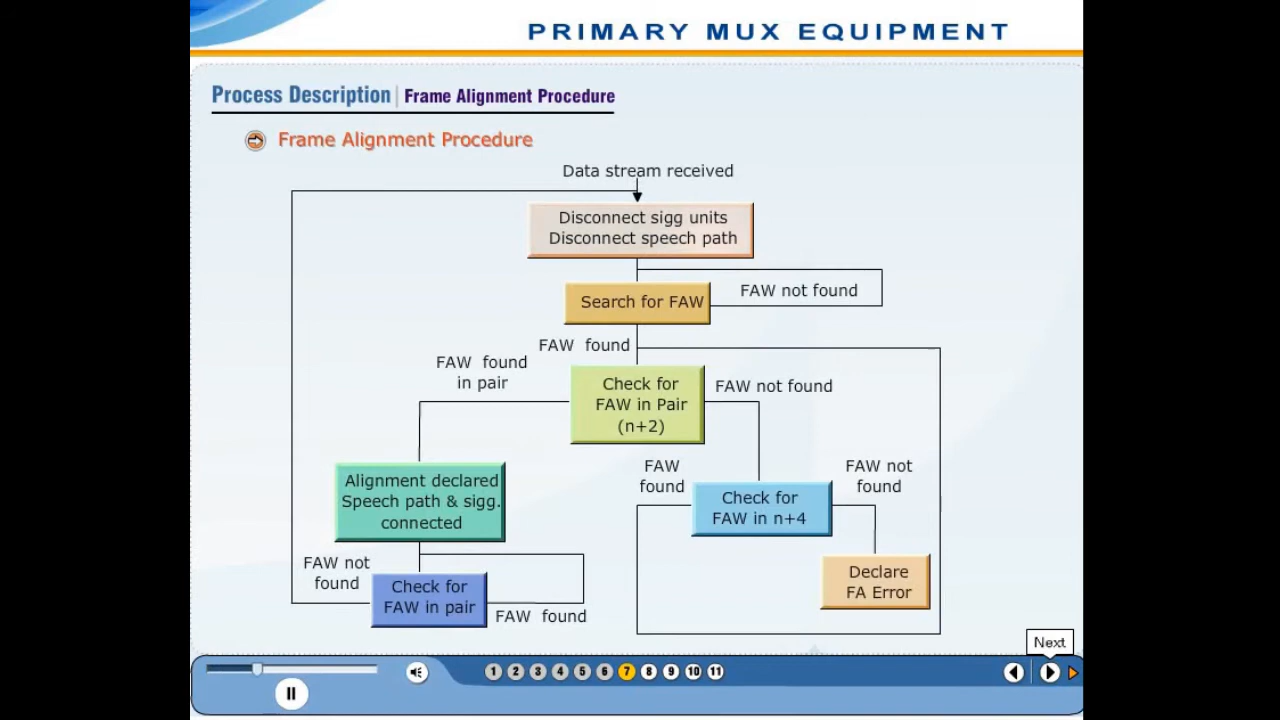 PRIMARY MUX EQUIPMENT
Process Description | Frame Alignment Procedure
Frame Alignment Procedure
Data stream received
Disconnect sigg units
Disconnect speech path
FAW not found
Search for FAW
FAW found
FAW found
in pair
Check for
FAW in Pair
(n+2)
FAW not found
Alignment declared
Speech path & sigg.
connected
FAW
found
Check for
FAW in n+4
FAW not
found
FAW not
found
Check for
FAW in pair
FAW found
Declare
FA Error
Next
1 2 3 4 5 6 7 8 9 10 11